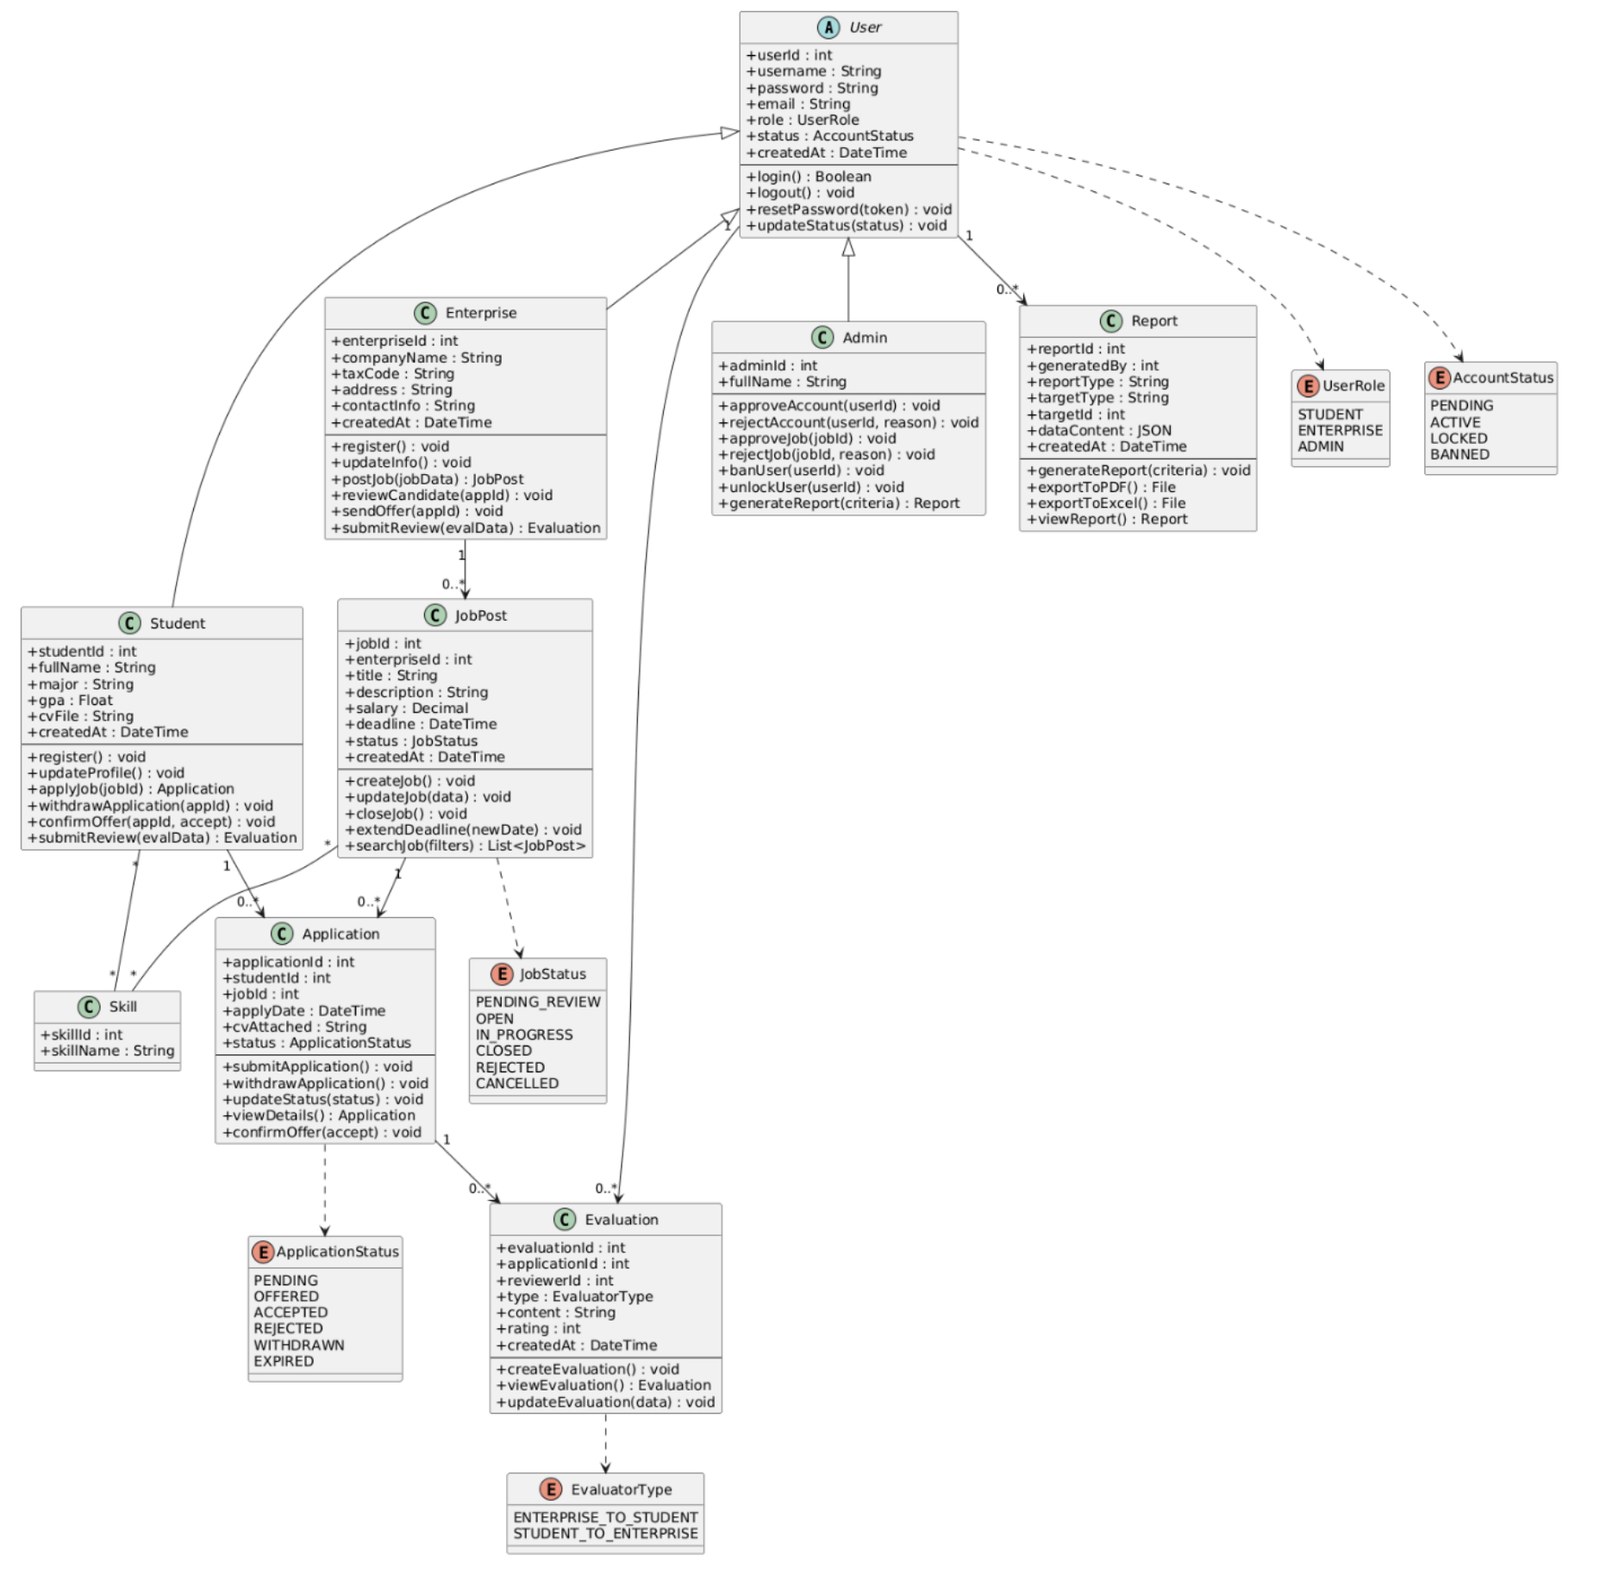 A User
+userId : int
+username : String
+password : String
+email : String
+role : UserRole
+status : AccountStatus
+createdAt : DateTime
+login() : Boolean
+logout() : void
+resetPassword(token) : void
+updateStatus(status) : void
1
1
0..*
C Enterprise
+enterpriseId : int
+companyName : String
+taxCode : String
+address : String
+contactInfo : String
+createdAt : DateTime
+register() : void
+updateInfo() : void
+postJob(jobData) : JobPost
+reviewCandidate(appId) : void
+sendOffer(appId) : void
+submitReview(evalData) : Evaluation
1
0..*
C Admin
+adminId : int
+fullName : String
+approveAccount(userId) : void
+rejectAccount(userId, reason) : void
+approveJob(jobId) : void
+rejectJob(jobId, reason) : void
+banUser(userId) : void
+unlockUser(userId) : void
+generateReport(criteria) : Report
C Report
+reportId : int
+generatedBy : int
+reportType : String
+targetType : String
+targetId : int
+dataContent : JSON
+createdAt : DateTime
+generateReport(criteria) : void
+exportToPDF() : File
+exportToExcel() : File
+viewReport() : Report
E UserRole
STUDENT
ENTERPRISE
ADMIN
E AccountStatus
PENDING
ACTIVE
LOCKED
BANNED
C Student
+studentId : int
+fullName : String
+major : String
+gpa : Float
+cvFile : String
+createdAt : DateTime
+register() : void
+updateProfile() : void
+applyJob(jobId) : Application
+withdrawApplication(appId) : void
+confirmOffer(appId, accept) : void
+submitReview(evalData) : Evaluation
*
1
0..*
C JobPost
+jobId : int
+enterpriseId : int
+title : String
+description : String
+salary : Decimal
+deadline : DateTime
+status : JobStatus
+createdAt : DateTime
+createJob() : void
+updateJob(data) : void
+closeJob() : void
+extendDeadline(newDate) : void
+searchJob(filters) : List<JobPost>
*
1
0..*
* *
C Skill
+skillId : int
+skillName : String
C Application
+applicationId : int
+studentId : int
+jobId : int
+applyDate : DateTime
+cvAttached : String
+status : ApplicationStatus
+submitApplication() : void
+withdrawApplication() : void
+updateStatus(status) : void
+viewDetails() : Application
+confirmOffer(accept) : void
1
0..*
0..*
E JobStatus
PENDING_REVIEW
OPEN
IN_PROGRESS
CLOSED
REJECTED
CANCELLED
E ApplicationStatus
PENDING
OFFERED
ACCEPTED
REJECTED
WITHDRAWN
EXPIRED
C Evaluation
+evaluationId : int
+applicationId : int
+reviewerId : int
+type : EvaluatorType
+content : String
+rating : int
+createdAt : DateTime
+createEvaluation() : void
+viewEvaluation() : Evaluation
+updateEvaluation(data) : void
E EvaluatorType
ENTERPRISE_TO_STUDENT
STUDENT_TO_ENTERPRISE